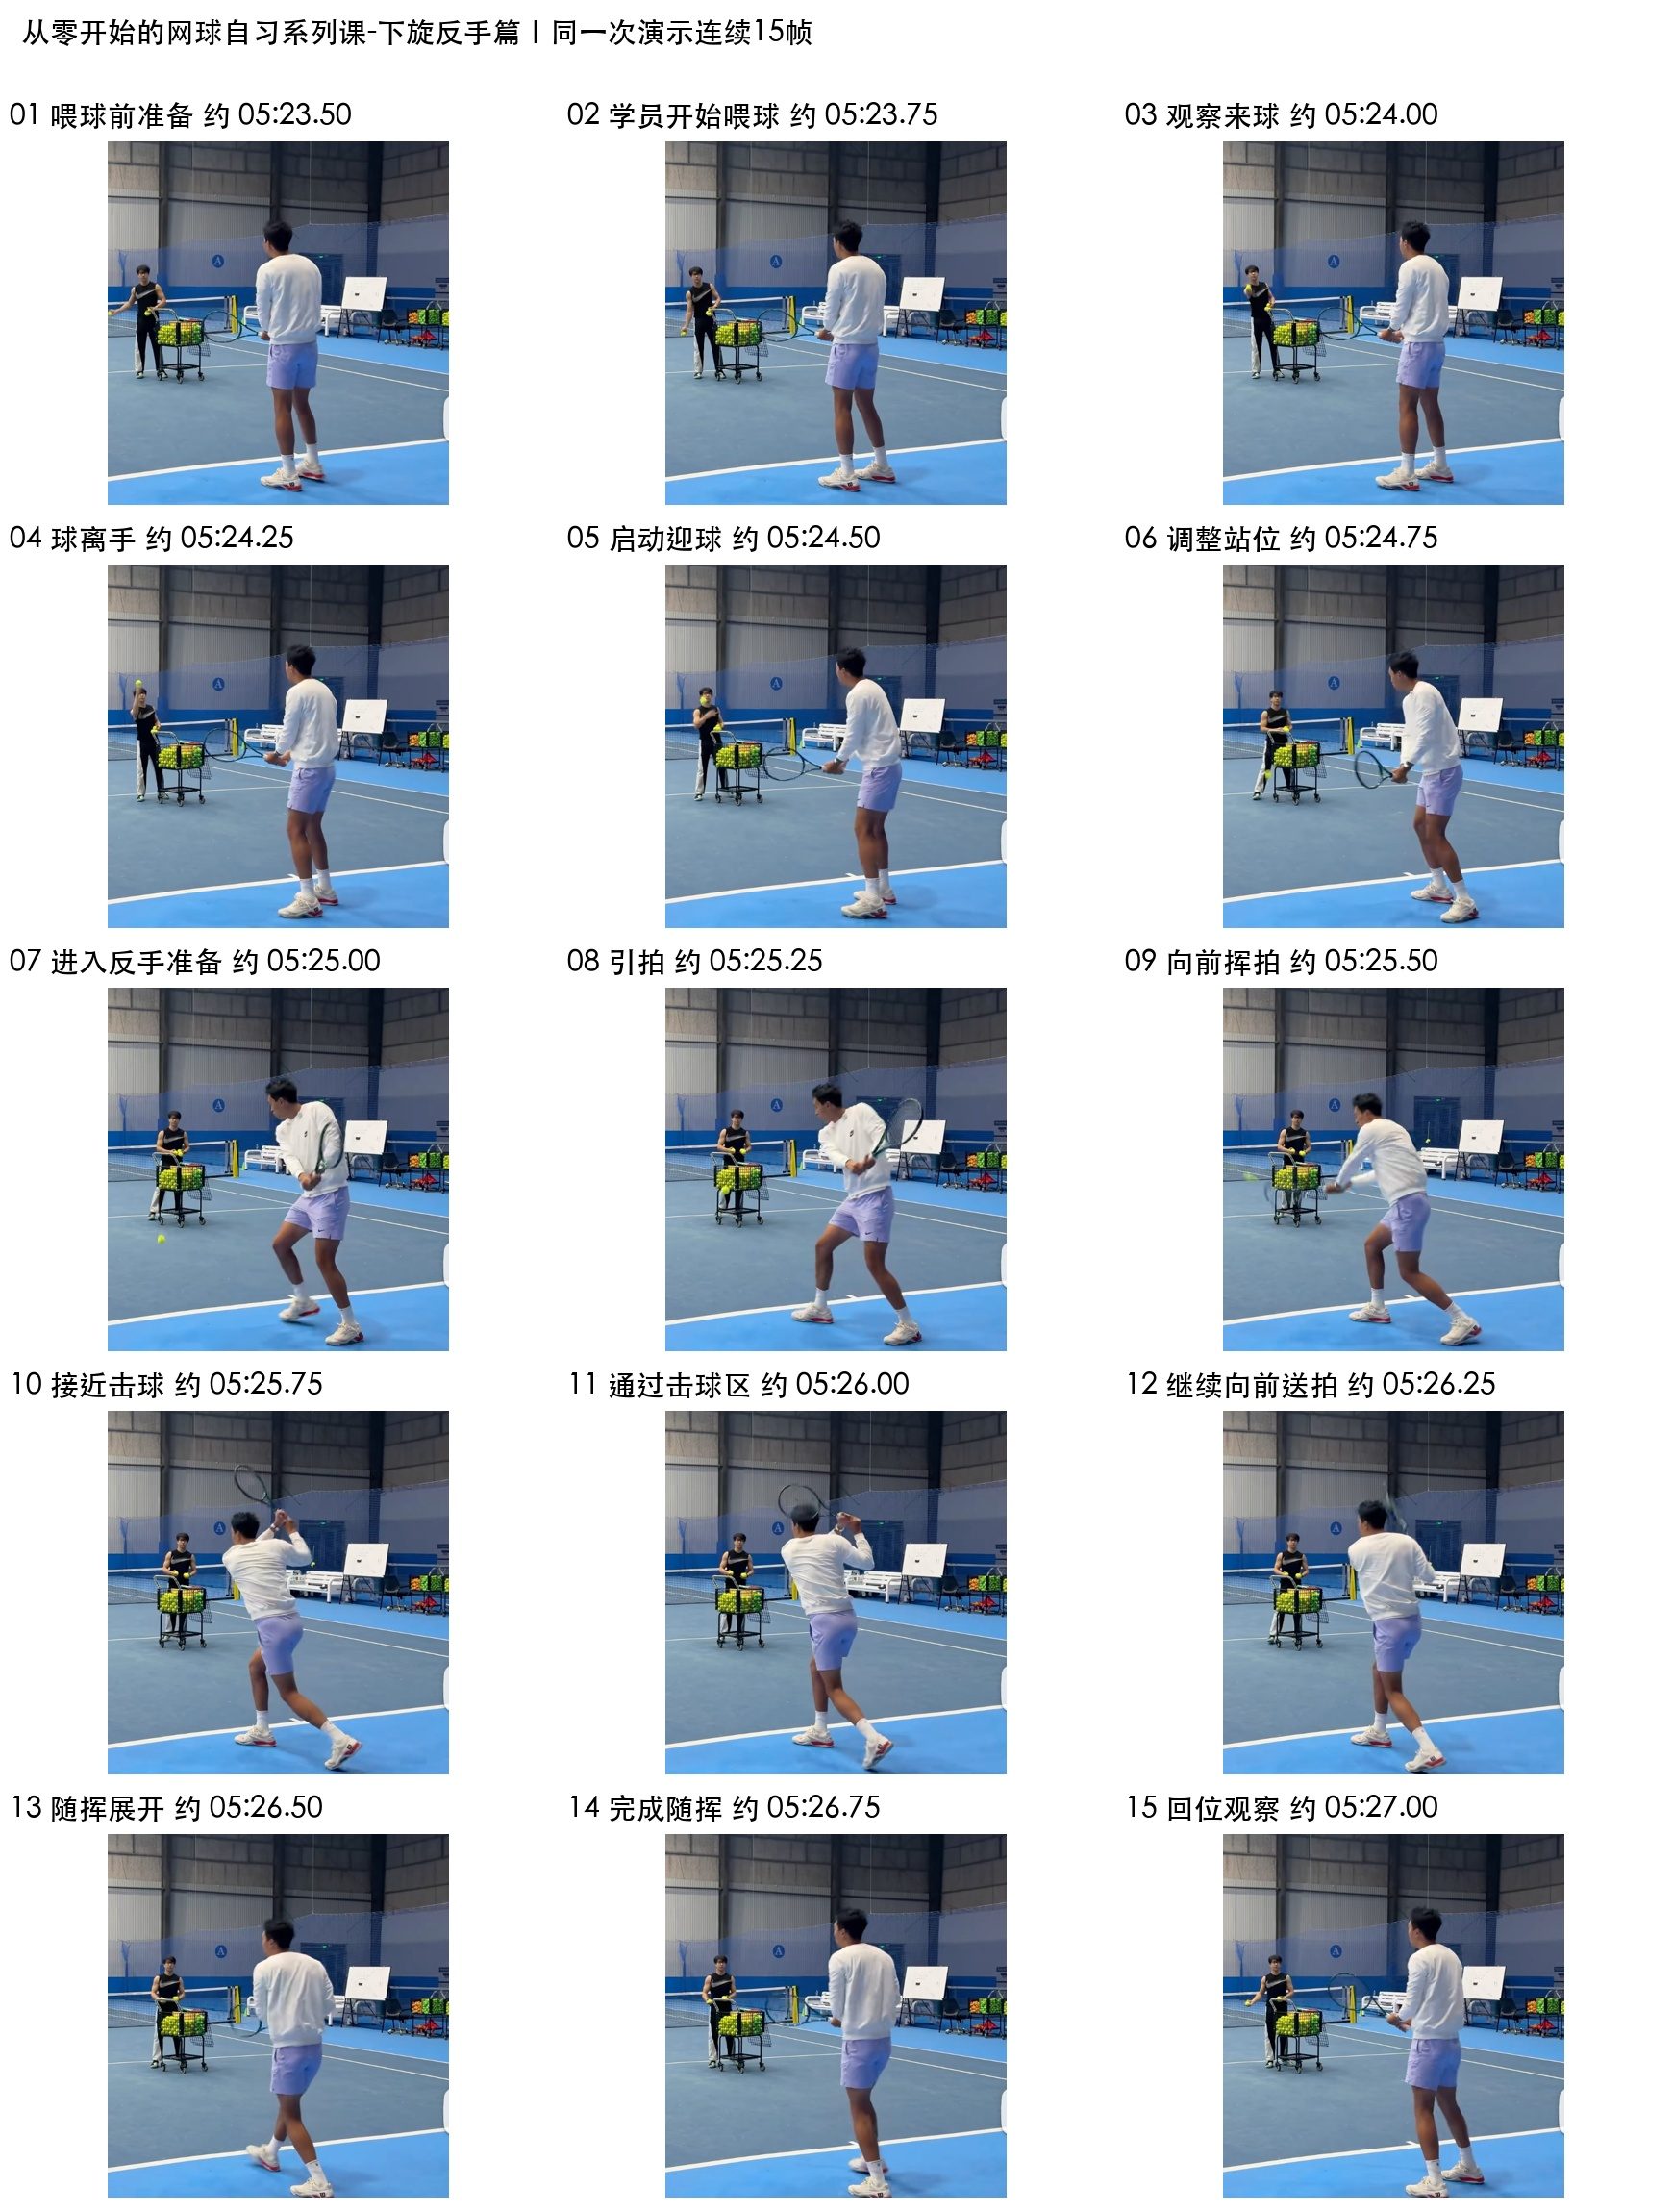 从零开始的网球自习系列课-下旋反手篇 | 同一次演示连续15帧
01 喂球前准备 约 05:23.50
02 学员开始喂球 约 05:23.75
03 观察来球 约 05:24.00
A
A
A
04 球离手 约 05:24.25
05 启动迎球 约 05:24.50
06 调整站位 约 05:24.75
A
A
A
07 进入反手准备 约 05:25.00
08 引拍 约 05:25.25
09 向前挥拍 约 05:25.50
A
A
A
10 接近击球 约 05:25.75
11 通过击球区 约 05:26.00
12 继续向前送拍 约 05:26.25
A
A
A
13 随挥展开 约 05:26.50
14 完成随挥 约 05:26.75
15 回位观察 约 05:27.00
A
A
A